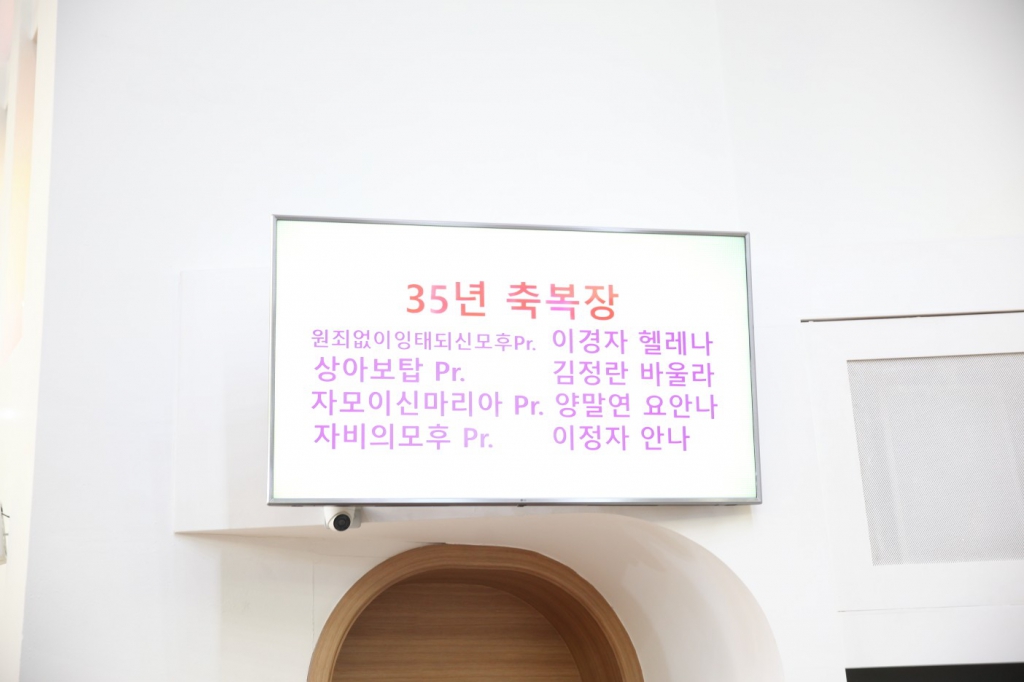 35년 축복장
원죄없이잉태되신모후Pr. 이경자 헬레나
상아보탑 Pr. 김정란 바울라
자모이신마리아 Pr. 양말연 요안나
자비의모후 Pr. 이정자 안나